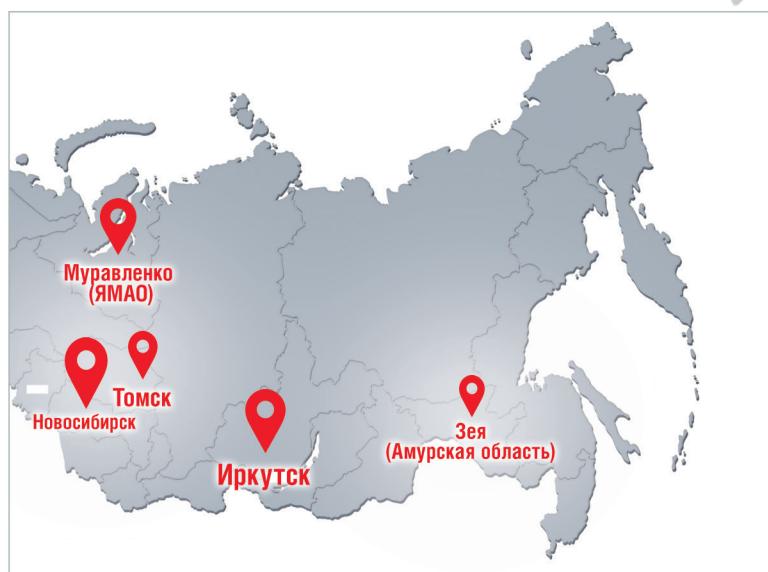 Муравленко
(ЯМАО)
Томск
Новосибирск
Иркутск
Зея
(Амурская область)